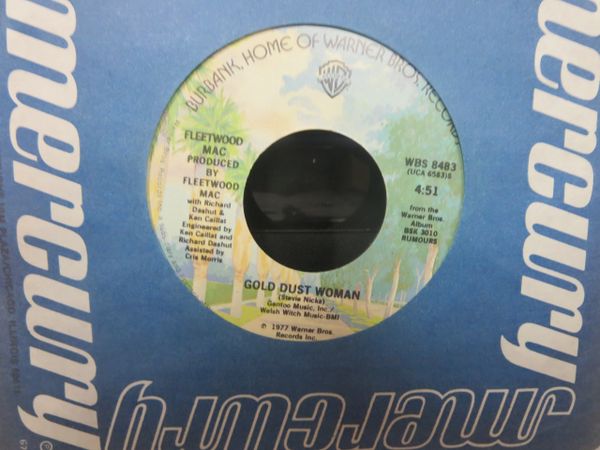 BURBANK, HOME OF WARNER BROS. RECORDS
WB
FLEETWOOD
MAC
PRODUCED
BY
FLEETWOOD
MAC
with Richard
Dashut &
Ken Caillat
Engineered by
Ken Caillat and
Richard Dashut
Assisted by
Cris Morris
WBS 8483
(UCA 6583)S
4:51
from the
Warner Bros.
Album
BSK 3010
RUMOURS
GOLD DUST WOMAN
(Stevie Nicks)
Gentoo Music, Inc./
Welsh Witch Music-BMI
℗ 1977 Warner Bros.
Records Inc.
mercury
mercury
mercury
PLAZA/CHICAGO ILLINOIS